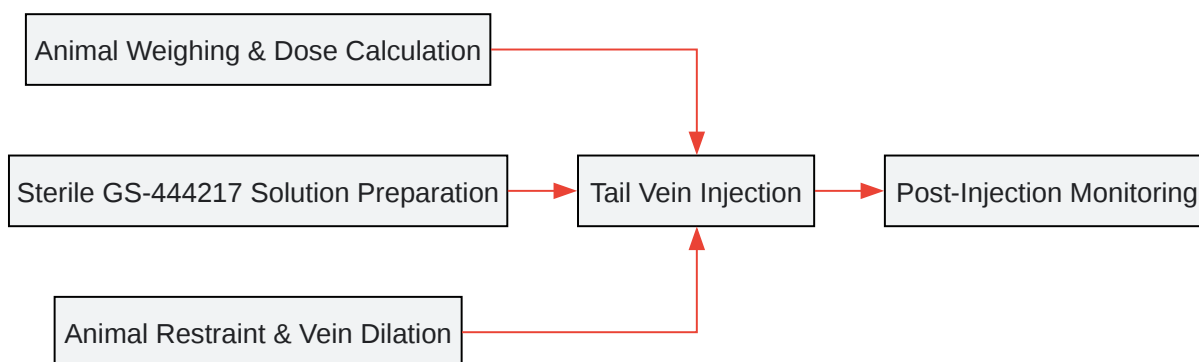 Animal Weighing & Dose Calculation
Sterile GS-444217 Solution Preparation
Tail Vein Injection
Post-Injection Monitoring
Animal Restraint & Vein Dilation